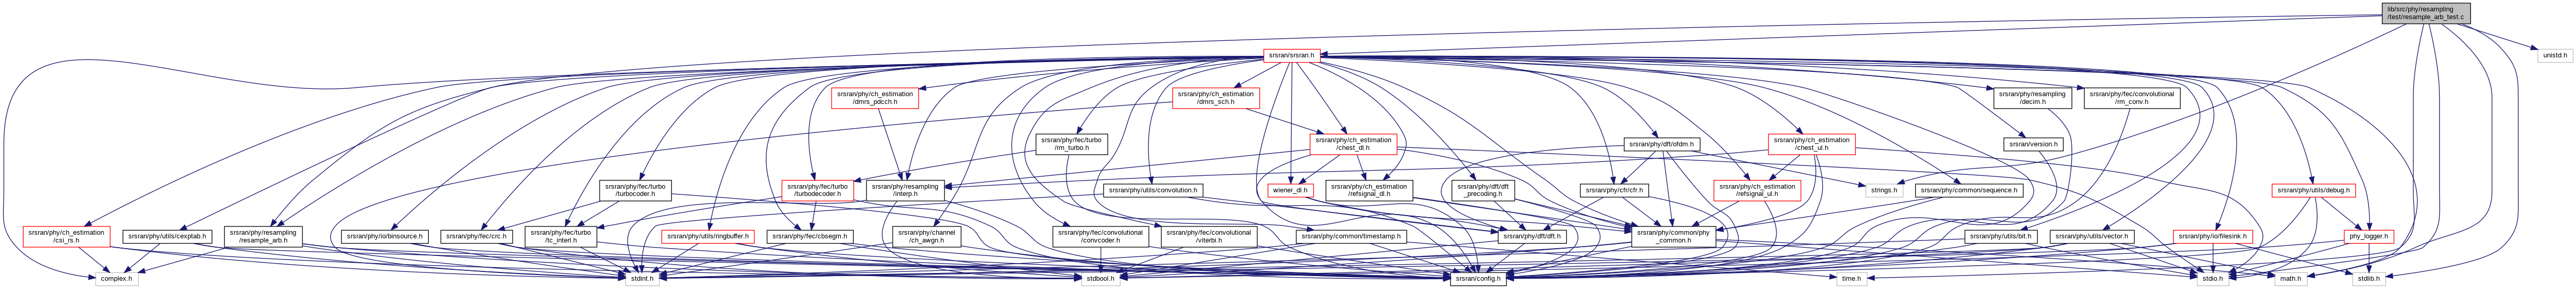 lib/src/phy/resampling
/test/resample_arb_test.c
srsran/srsran.h
unistd.h
srsran/phy/ch_estimation
/dmrs_pdcch.h
srsran/phy/ch_estimation
/dmrs_sch.h
srsran/phy/resampling
/decim.h
srsran/phy/fec/convolutional
/rm_conv.h
srsran/phy/fec/turbo
/rm_turbo.h
srsran/phy/ch_estimation
/chest_dl.h
srsran/phy/dft/ofdm.h
srsran/phy/ch_estimation
/chest_ul.h
srsran/version.h
srsran/phy/fec/turbo
/turbocoder.h
srsran/phy/fec/turbo
/turbodecoder.h
srsran/phy/resampling
/interp.h
srsran/phy/utils/convolution.h
wiener_dl.h
srsran/phy/ch_estimation
/refsignal_dl.h
srsran/phy/dft/dft
_precoding.h
srsran/phy/cfr/cfr.h
srsran/phy/ch_estimation
/refsignal_ul.h
strings.h
srsran/phy/common/sequence.h
srsran/phy/utils/debug.h
srsran/phy/ch_estimation
/csi_rs.h
srsran/phy/utils/cexptab.h
srsran/phy/resampling
/resample_arb.h
srsran/phy/io/binsource.h
srsran/phy/fec/crc.h
srsran/phy/fec/turbo
/tc_interl.h
srsran/phy/utils/ringbuffer.h
srsran/phy/fec/cbsegm.h
srsran/phy/channel
/ch_awgn.h
srsran/phy/fec/convolutional
/convcoder.h
srsran/phy/fec/convolutional
/viterbi.h
srsran/phy/common/timestamp.h
srsran/phy/dft/dft.h
srsran/phy/common/phy
_common.h
srsran/phy/utils/bit.h
srsran/phy/utils/vector.h
srsran/phy/io/filesink.h
phy_logger.h
complex.h
stdint.h
stdbool.h
srsran/config.h
time.h
stdio.h
math.h
stdlib.h